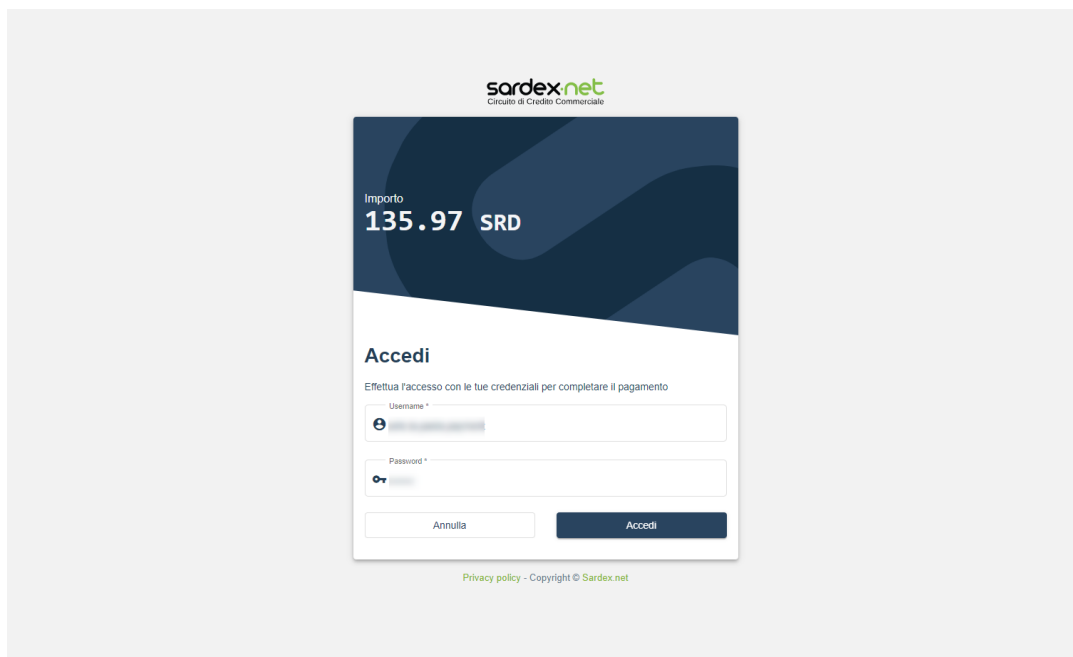 sardex.net
Circuito di Credito Commerciale
Importo
135.97 SRD
Accedi
Effettua l'accesso con le tue credenziali per completare il pagamento
Username *
Password *
Annulla
Accedi
Privacy policy - Copyright © Sardex.net